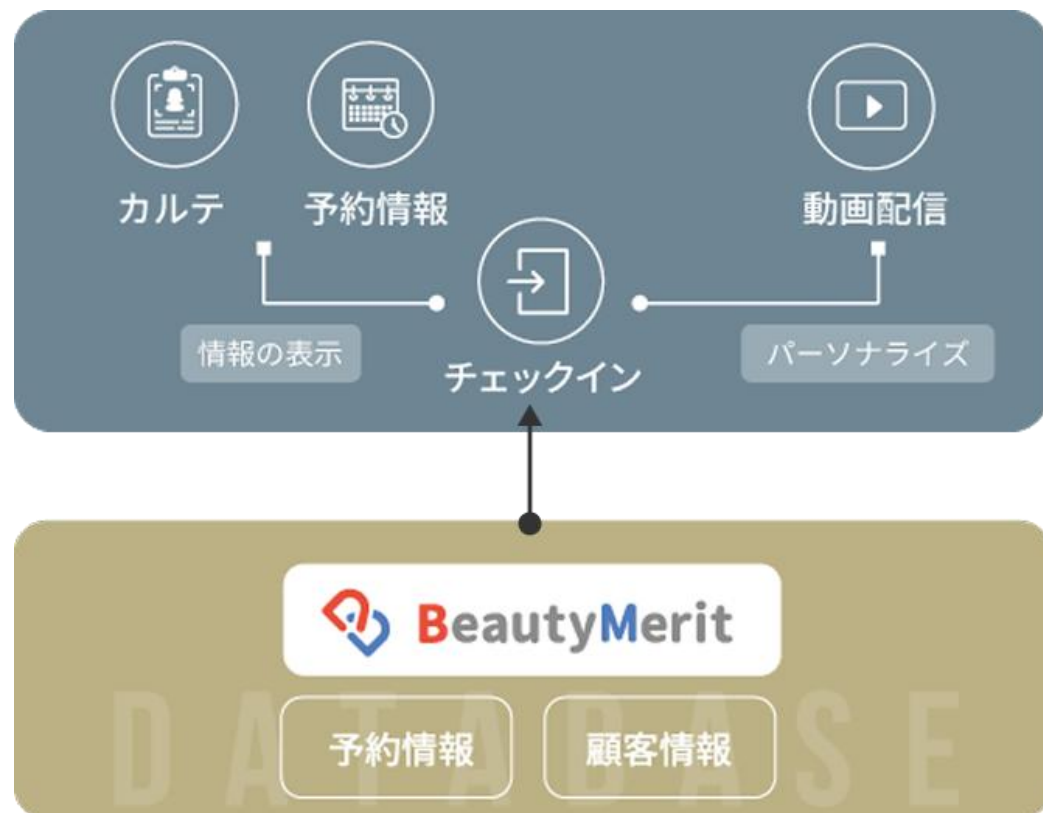 カルテ
予約情報
動画配信
情報の表示
チェックイン
パーソナライズ
BeautyMerit
DATABASE
予約情報
顧客情報